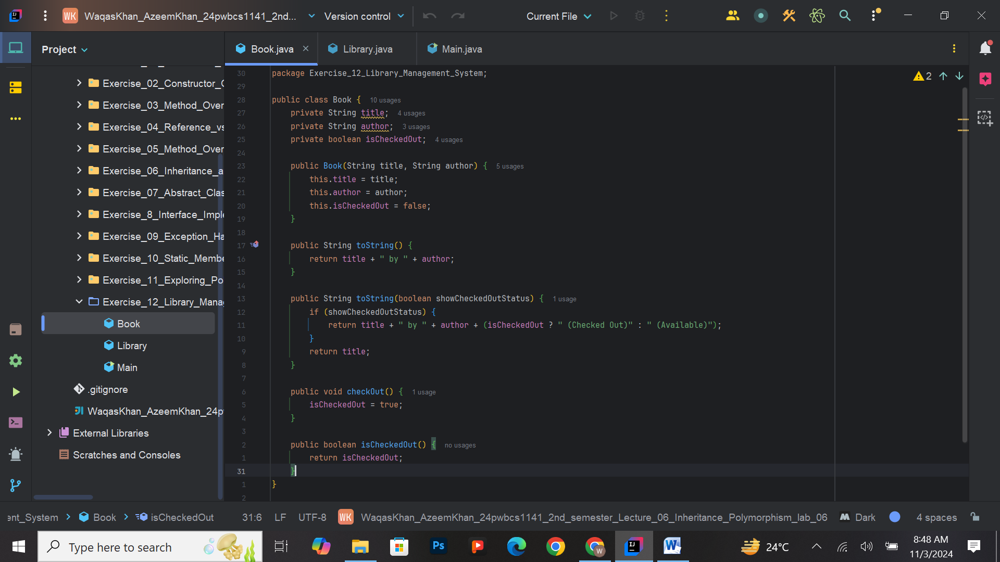 WK WaqasKhan_AzeemKhan_24pwbcs1141_2nd... Version control Current File
Project
Book.java Library.java Main.java
Exercise_02_Constructor_C
Exercise_03_Method_Over
Exercise_04_Reference_vs
Exercise_05_Method_Over
Exercise_06_Inheritance_a
Exercise_07_Abstract_Clas
Exercise_8_Interface_Imple
Exercise_09_Exception_Ha
Exercise_10_Static_Membe
Exercise_11_Exploring_Po
Exercise_12_Library_Mana
Book
Library
Main
.gitignore
WaqasKhan_AzeemKhan_24p
External Libraries
Scratches and Consoles
30 package Exercise_12_Library_Management_System; 2
29
28 public class Book { 10 usages
27 private String title; 4 usages
26 private String author; 3 usages
25 private boolean isCheckedOut; 4 usages
24
23 public Book(String title, String author) { 5 usages
22 this.title = title;
21 this.author = author;
20 this.isCheckedOut = false;
19 }
18
17 public String toString() {
16 return title + " by " + author;
15 }
14
13 public String toString(boolean showCheckedOutStatus) { 1 usage
12 if (showCheckedOutStatus) {
11 return title + " by " + author + (isCheckedOut ? " (Checked Out)" : " (Available)");
10 }
9 return title;
8 }
7
6 public void checkOut() { 1 usage
5 isCheckedOut = true;
4 }
3
2 public boolean isCheckedOut() { no usages
1 return isCheckedOut;
31 }
1 }
2
ent_System Book isCheckedOut 31:6 LF UTF-8 WK WaqasKhan_AzeemKhan_24pwbcs1141_2nd_semester_Lecture_06_Inheritance_Polymorphism_lab_06 Dark 4 spaces
Type here to search Ps W IJ W 24°C 8:48 AM
11/3/2024